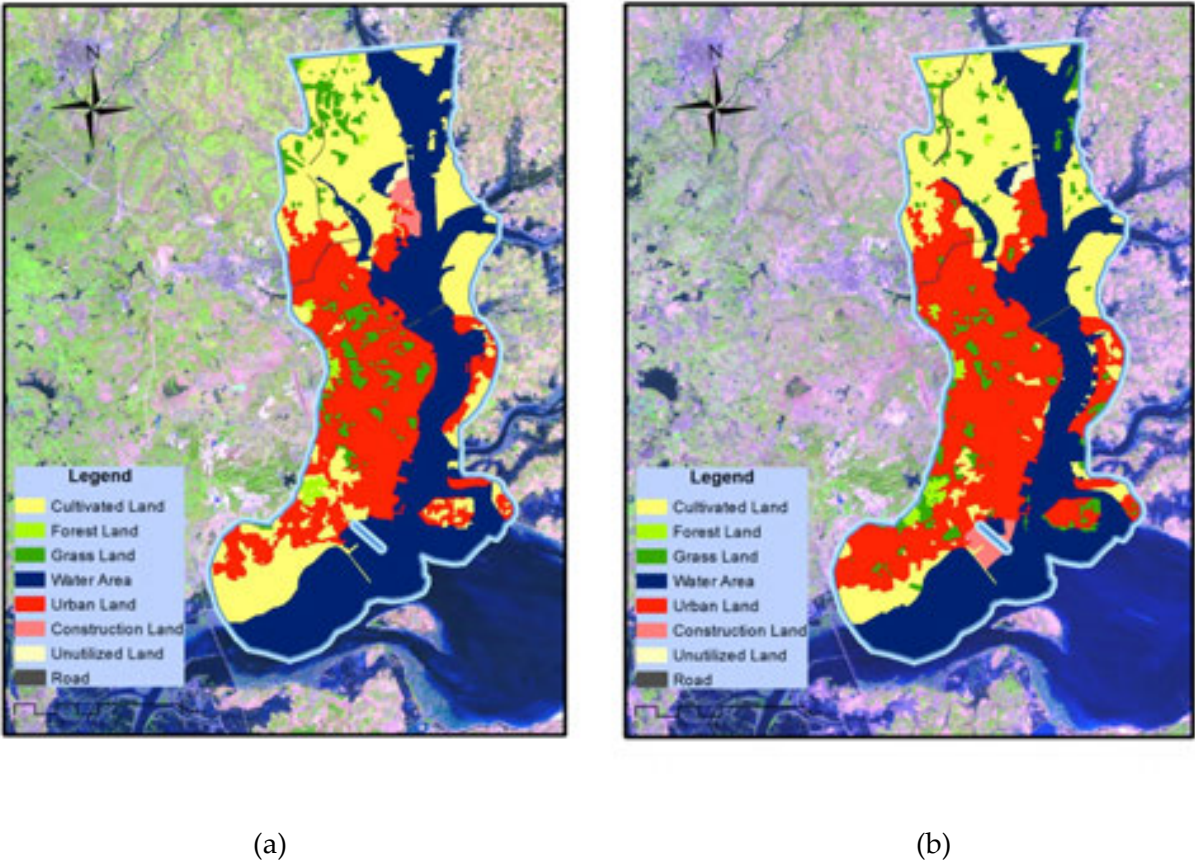 N
N
Legend
Cultivated Land
Forest Land
Grass Land
Water Area
Urban Land
Construction Land
Unutilized Land
Road
Legend
Cultivated Land
Forest Land
Grass Land
Water Area
Urban Land
Construction Land
Unutilized Land
Road
(a)
(b)